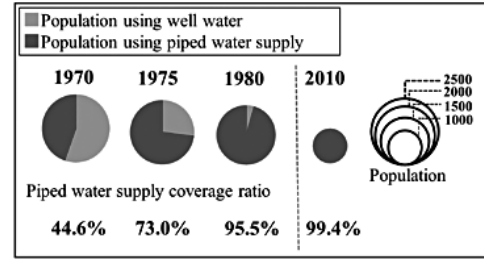 Population using well water
Population using piped water supply
1970 1975 1980 2010
2500
2000
1500
1000
Population
Piped water supply coverage ratio
44.6% 73.0% 95.5% 99.4%